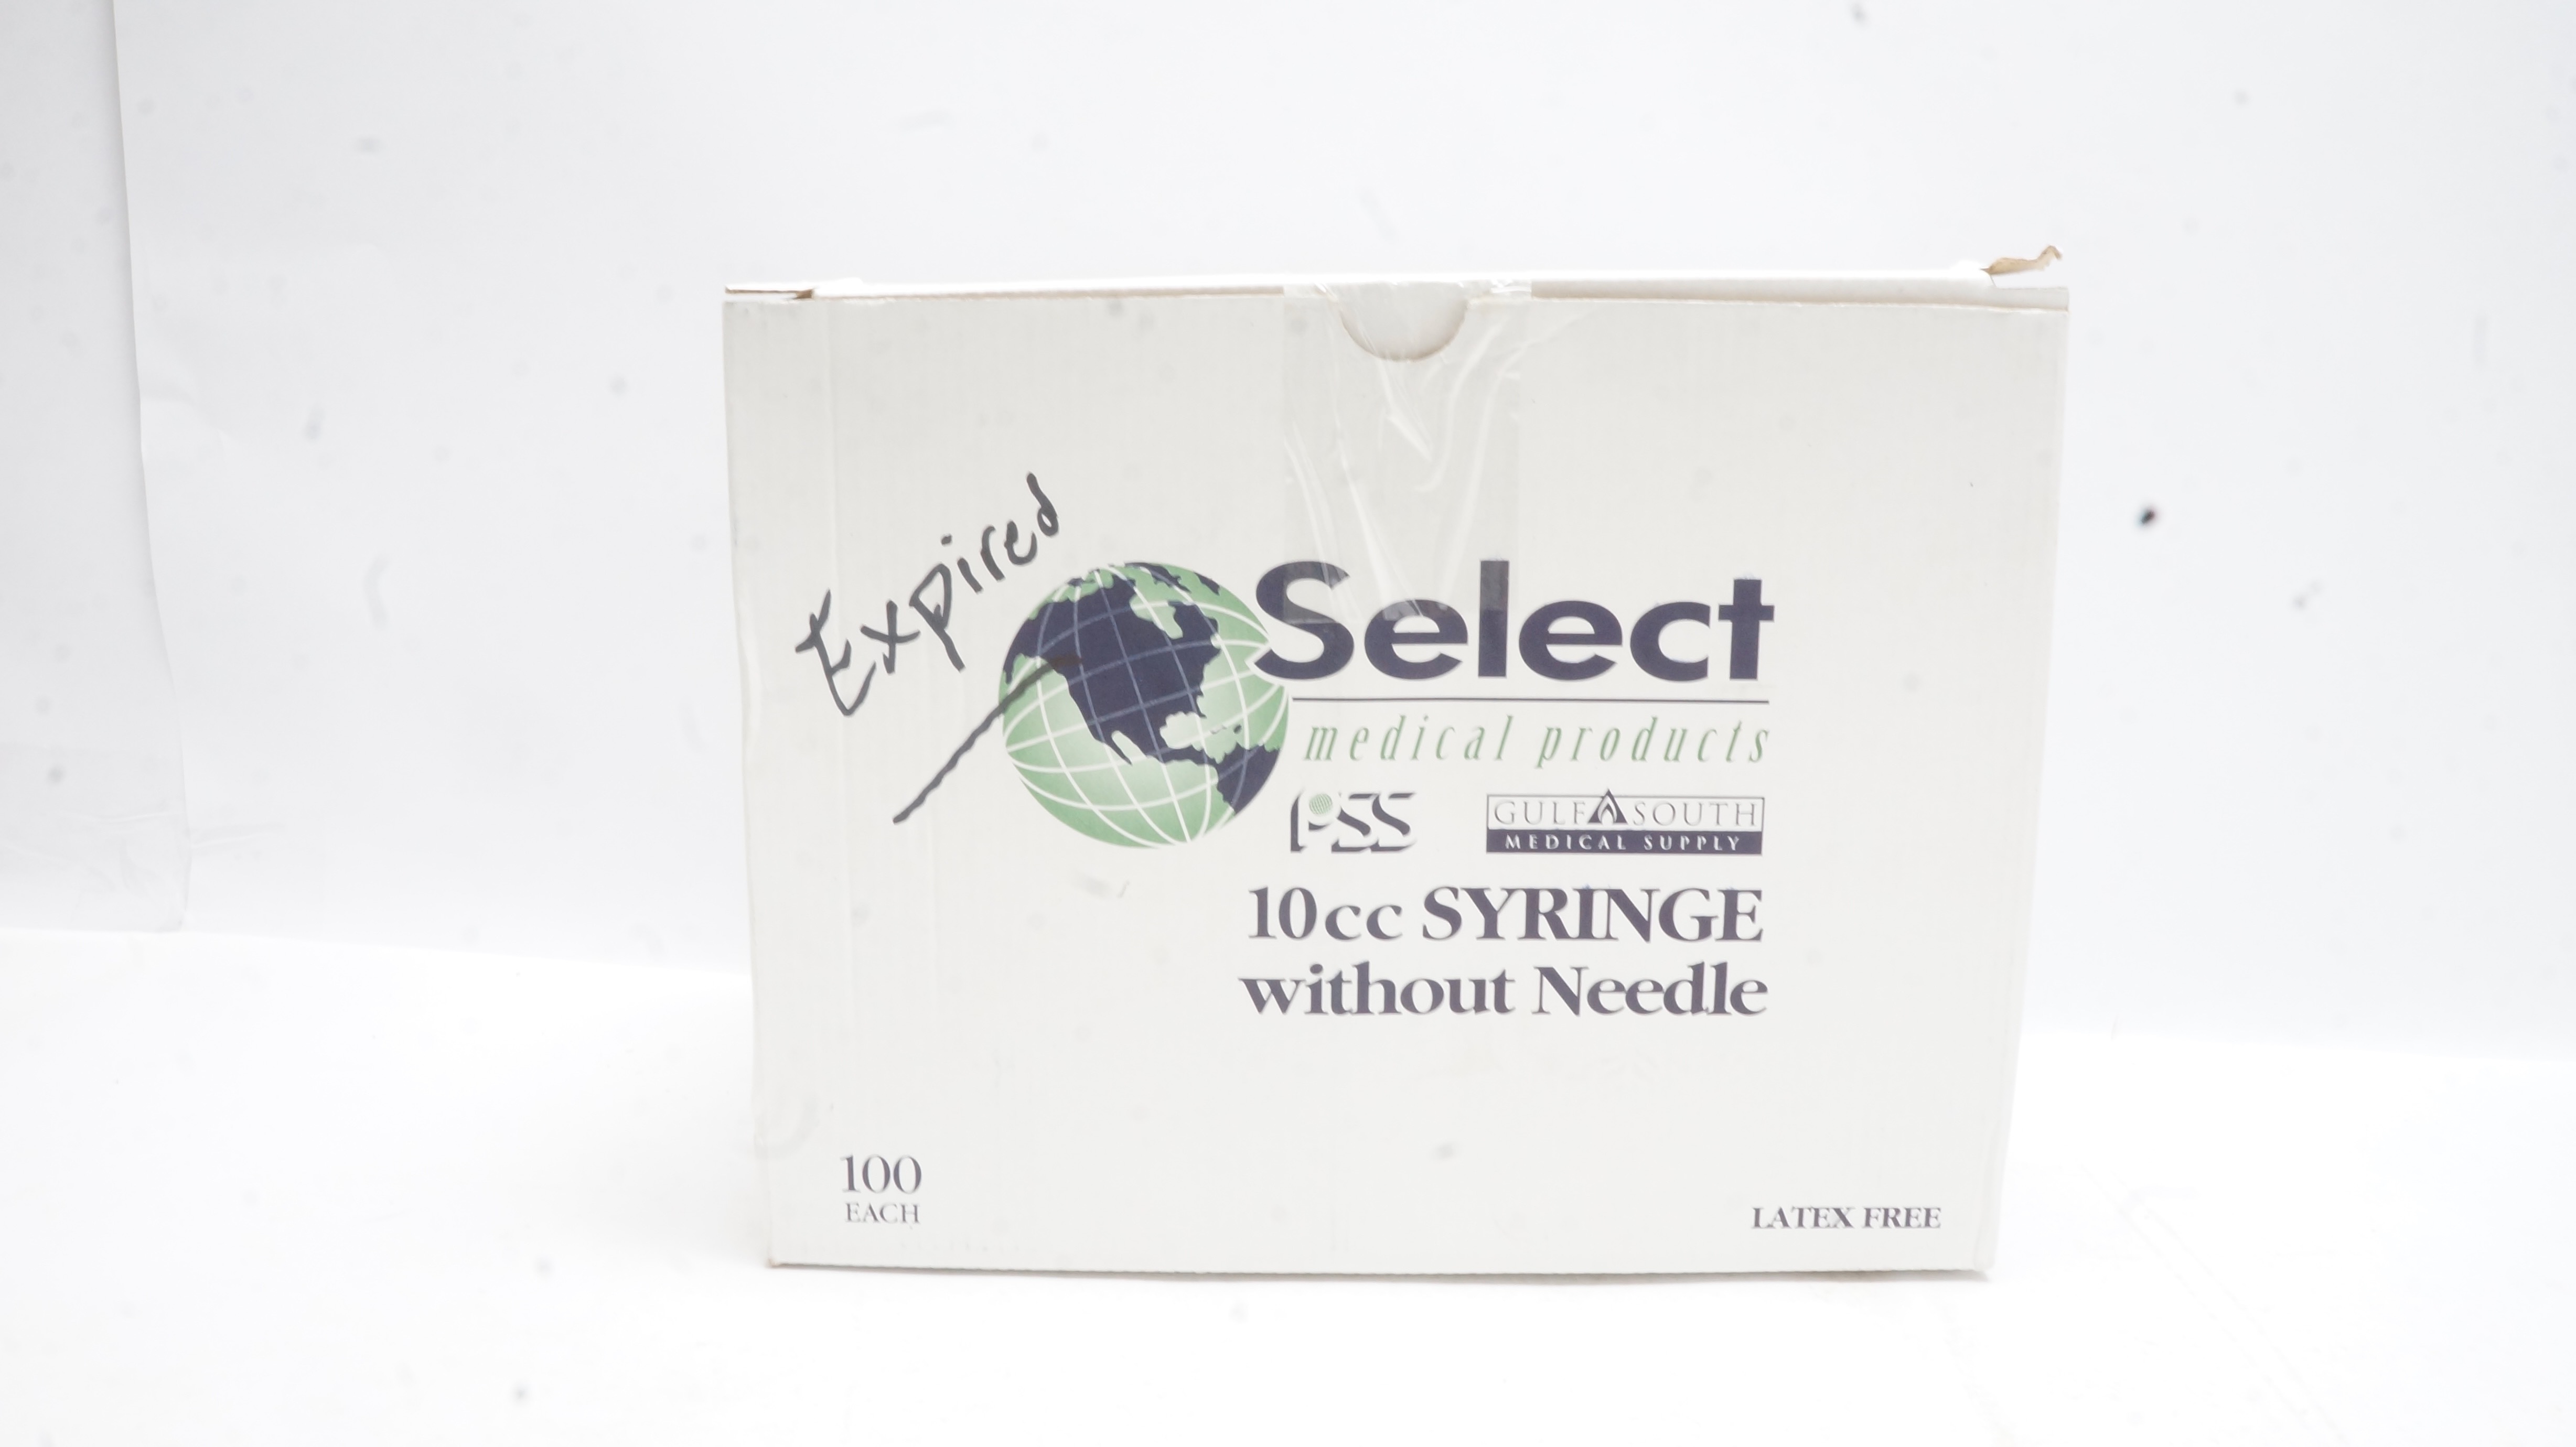 Expired
Select
medical products
PSS
GULF SOUTH
MEDICAL SUPPLY
10cc SYRINGE
without Needle
100
EACH
LATEX FREE